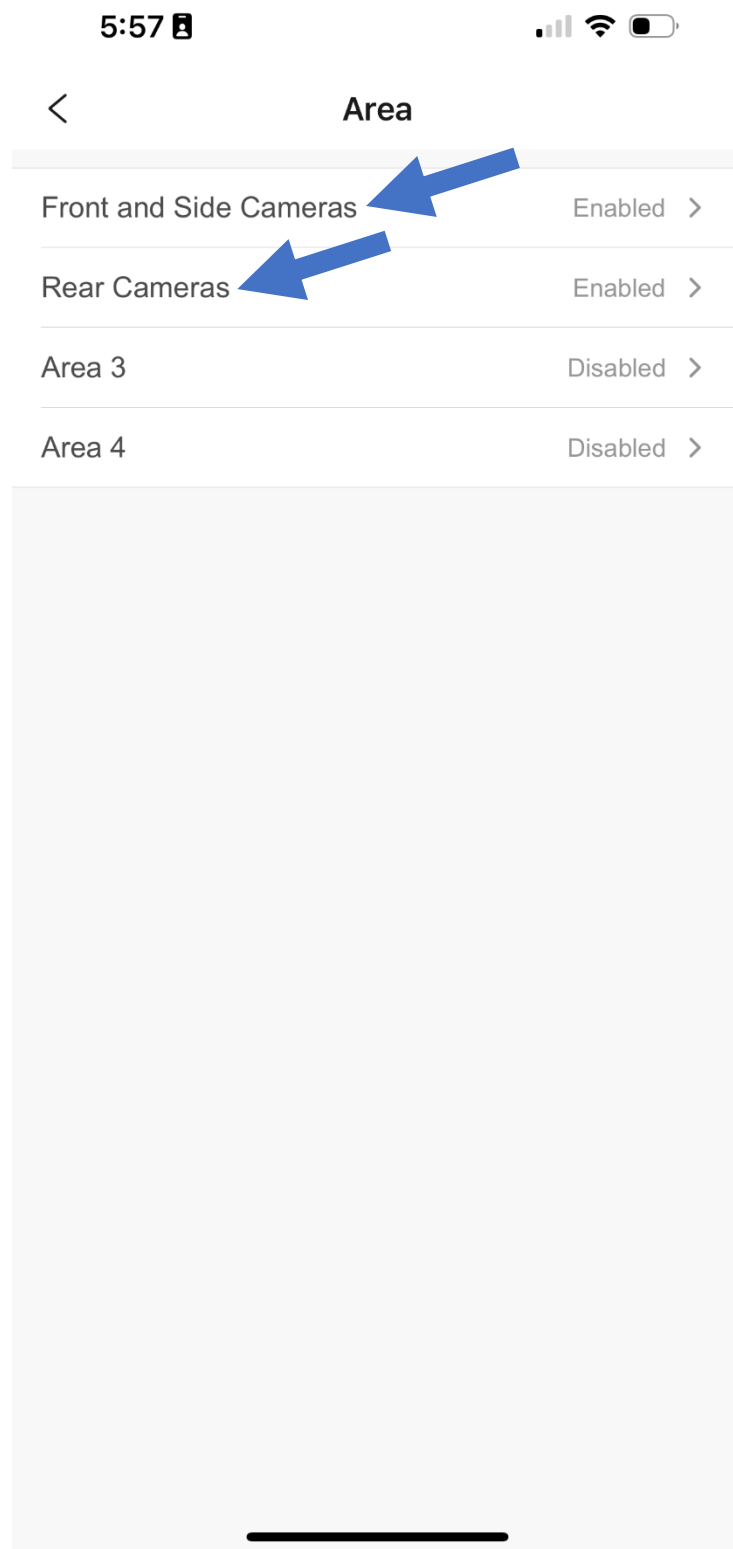 5:57
Area
Front and Side Cameras Enabled
Rear Cameras Enabled
Area 3 Disabled
Area 4 Disabled